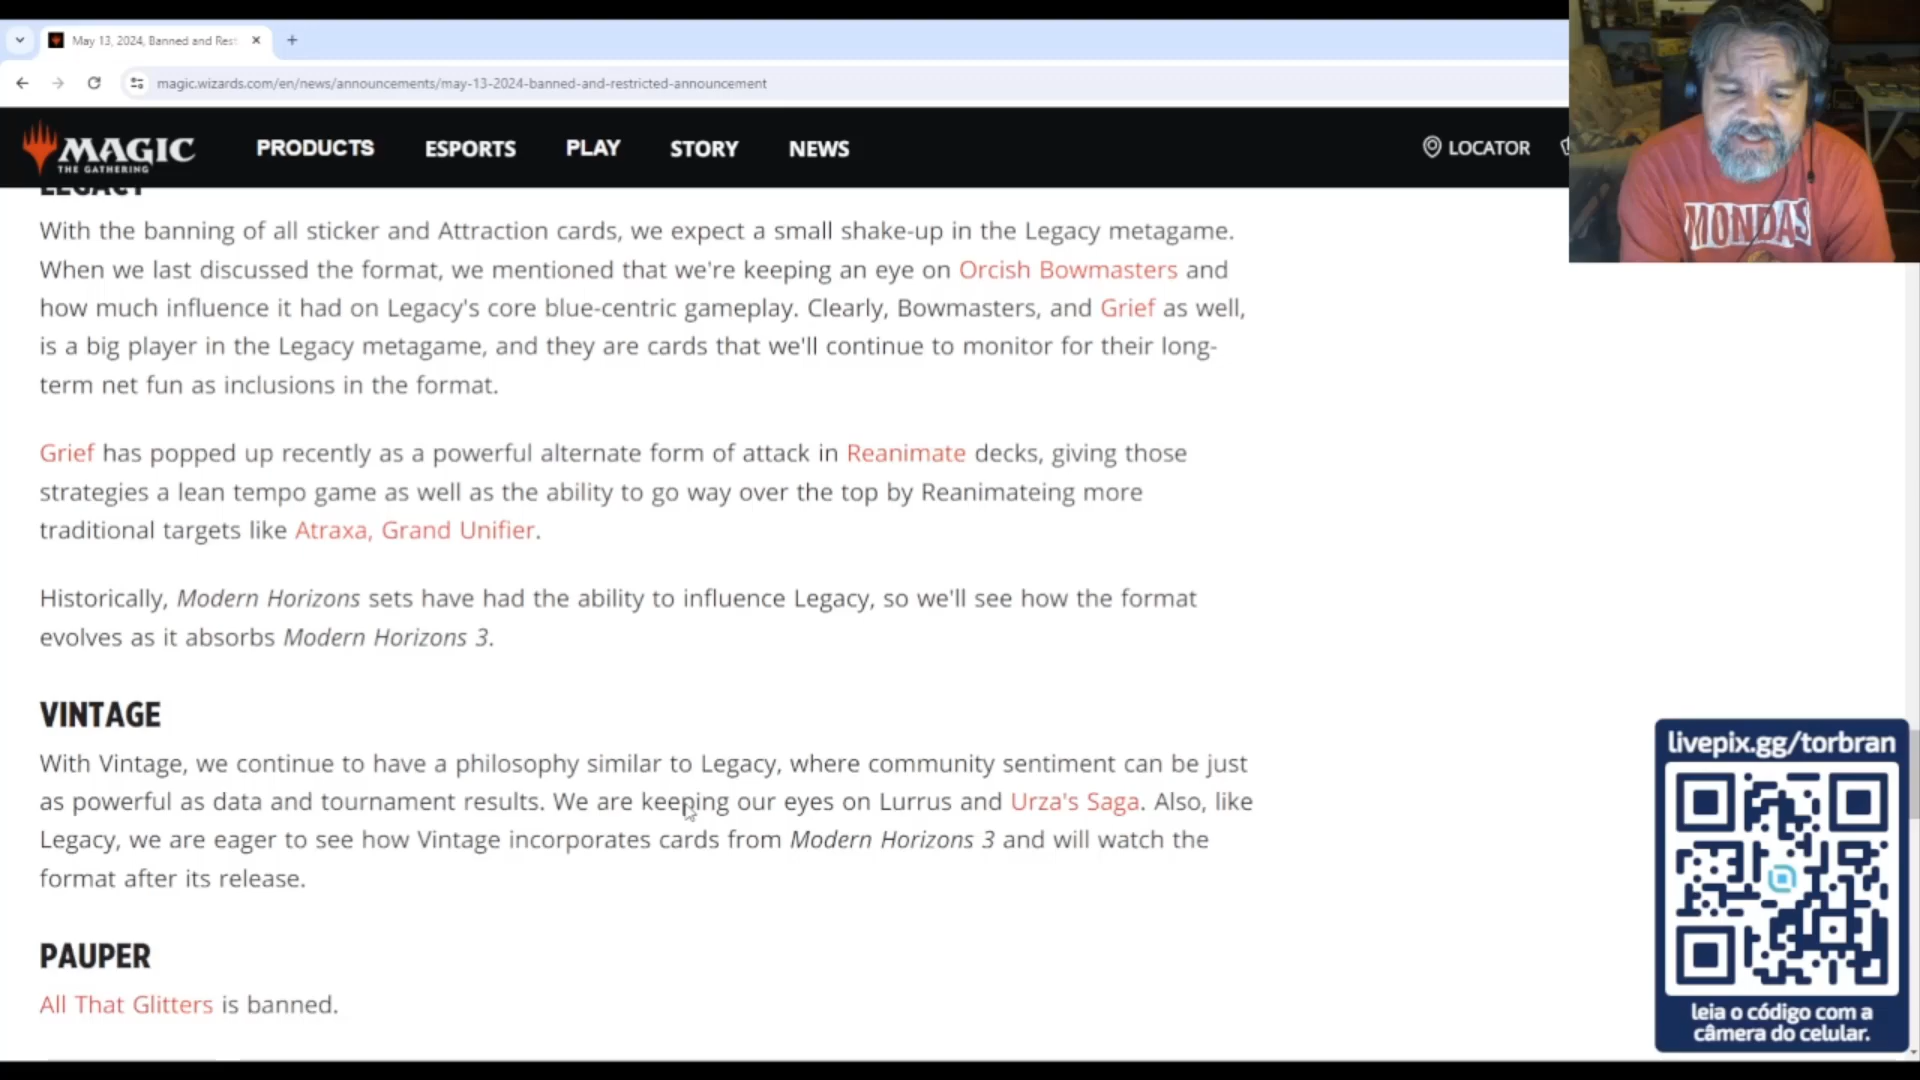 May 13, 2024, Banned and Rest
magic.wizards.com/en/news/announcements/may-13-2024-banned-and-restricted-announcement
MAGIC
THE GATHERING
PRODUCTS
ESPORTS
PLAY
STORY
NEWS
LOCATOR
MONDAS
LEGACY
With the banning of all sticker and Attraction cards, we expect a small shake-up in the Legacy metagame.
When we last discussed the format, we mentioned that we're keeping an eye on Orcish Bowmasters and
how much influence it had on Legacy's core blue-centric gameplay. Clearly, Bowmasters, and Grief as well,
is a big player in the Legacy metagame, and they are cards that we'll continue to monitor for their long-
term net fun as inclusions in the format.
Grief has popped up recently as a powerful alternate form of attack in Reanimate decks, giving those
strategies a lean tempo game as well as the ability to go way over the top by Reanimateing more
traditional targets like Atraxa, Grand Unifier.
Historically, Modern Horizons sets have had the ability to influence Legacy, so we'll see how the format
evolves as it absorbs Modern Horizons 3.
VINTAGE
With Vintage, we continue to have a philosophy similar to Legacy, where community sentiment can be just
as powerful as data and tournament results. We are keeping our eyes on Lurrus and Urza's Saga. Also, like
Legacy, we are eager to see how Vintage incorporates cards from Modern Horizons 3 and will watch the
format after its release.
PAUPER
All That Glitters is banned.
livepix.gg/torbran
leia o código com a
câmera do celular.